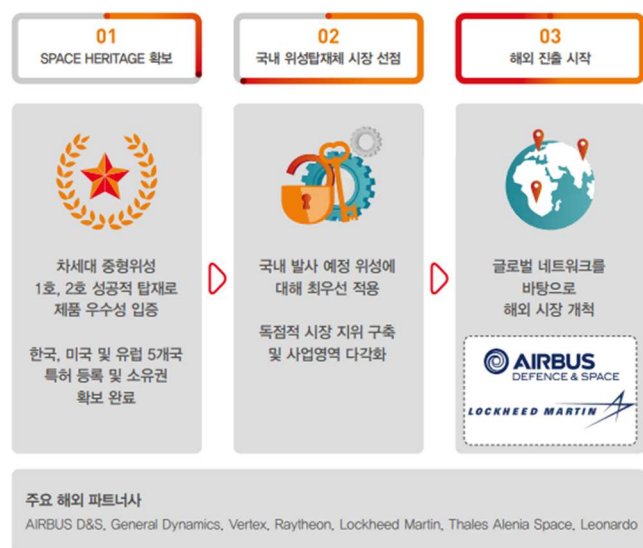 01
SPACE HERITAGE 확보
02
국내 위성탑재체 시장 선점
03
해외 진출 시작
차세대 중형위성
1호, 2호 성공적 탑재로
제품 우수성 입증
한국, 미국 및 유럽 5개국
특허 등록 및 소유권
확보 완료
국내 발사 예정 위성에
대해 최우선 적용
독점적 시장 지위 구축
및 사업영역 다각화
글로벌 네트워크를
바탕으로
해외 시장 개척
AIRBUS
DEFENCE & SPACE
LOCKHEED MARTIN
주요 해외 파트너사
AIRBUS D&S, General Dynamics, Vertex, Raytheon, Lockheed Martin, Thales Alenia Space, Leonardo